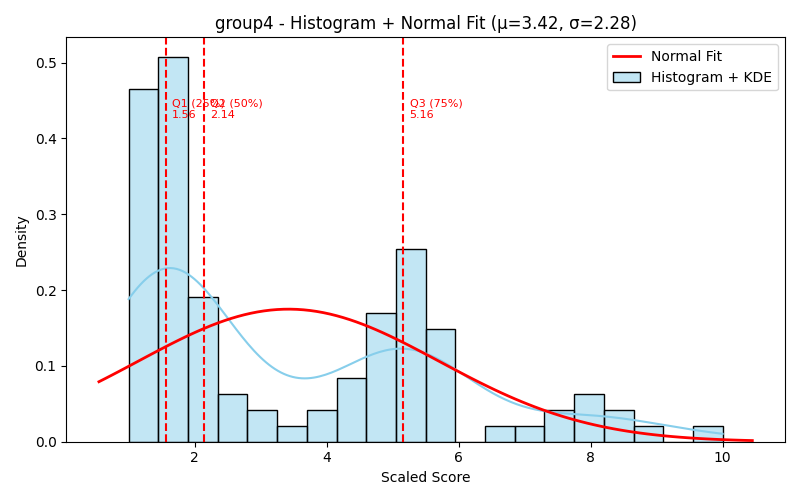 group4 - Histogram + Normal Fit (μ=3.42, σ=2.28)
Normal Fit
Histogram + KDE
Q1 (25%)
1.56
Q2 (50%)
2.14
Q3 (75%)
5.16
Density
0.5
0.4
0.3
0.2
0.1
0.0
2 4 6 8 10
Scaled Score